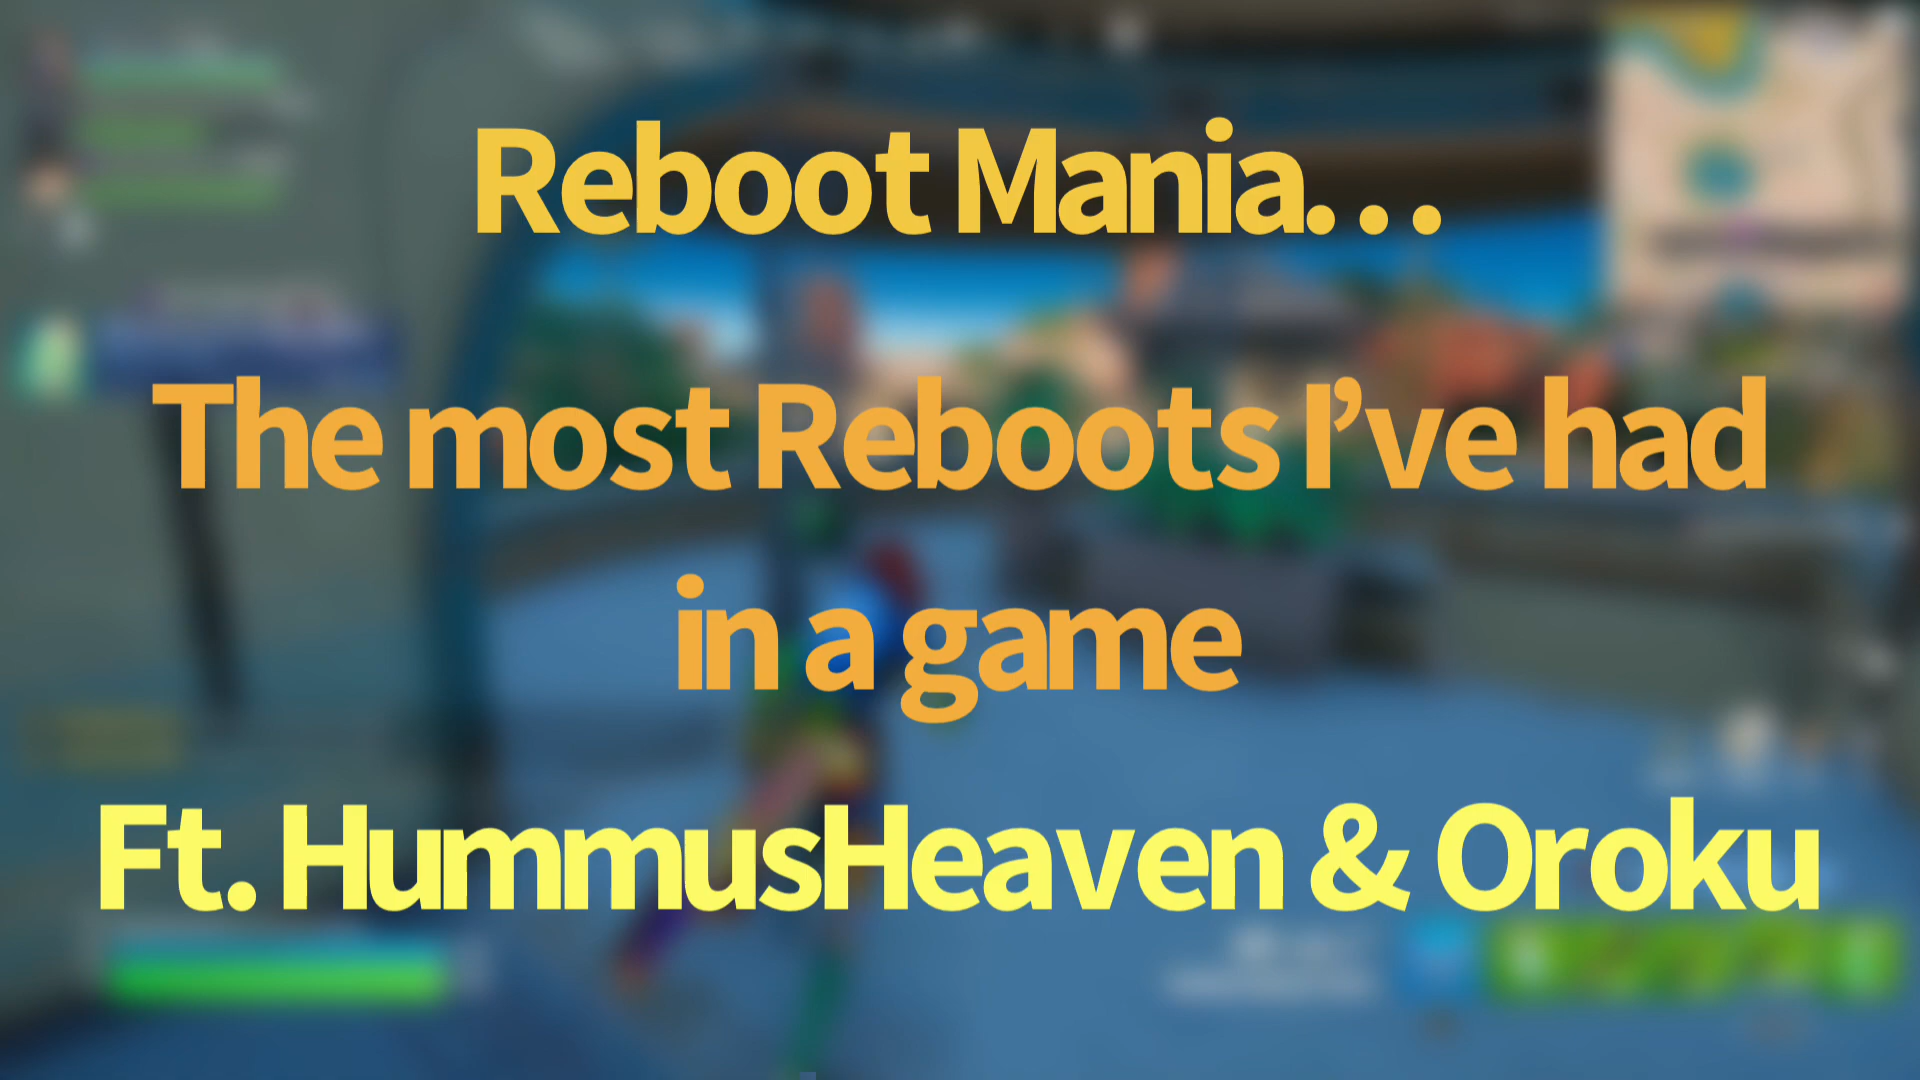 Reboot Mania…
The most Reboots I’ve had
in a game
Ft. HummusHeaven & Oroku